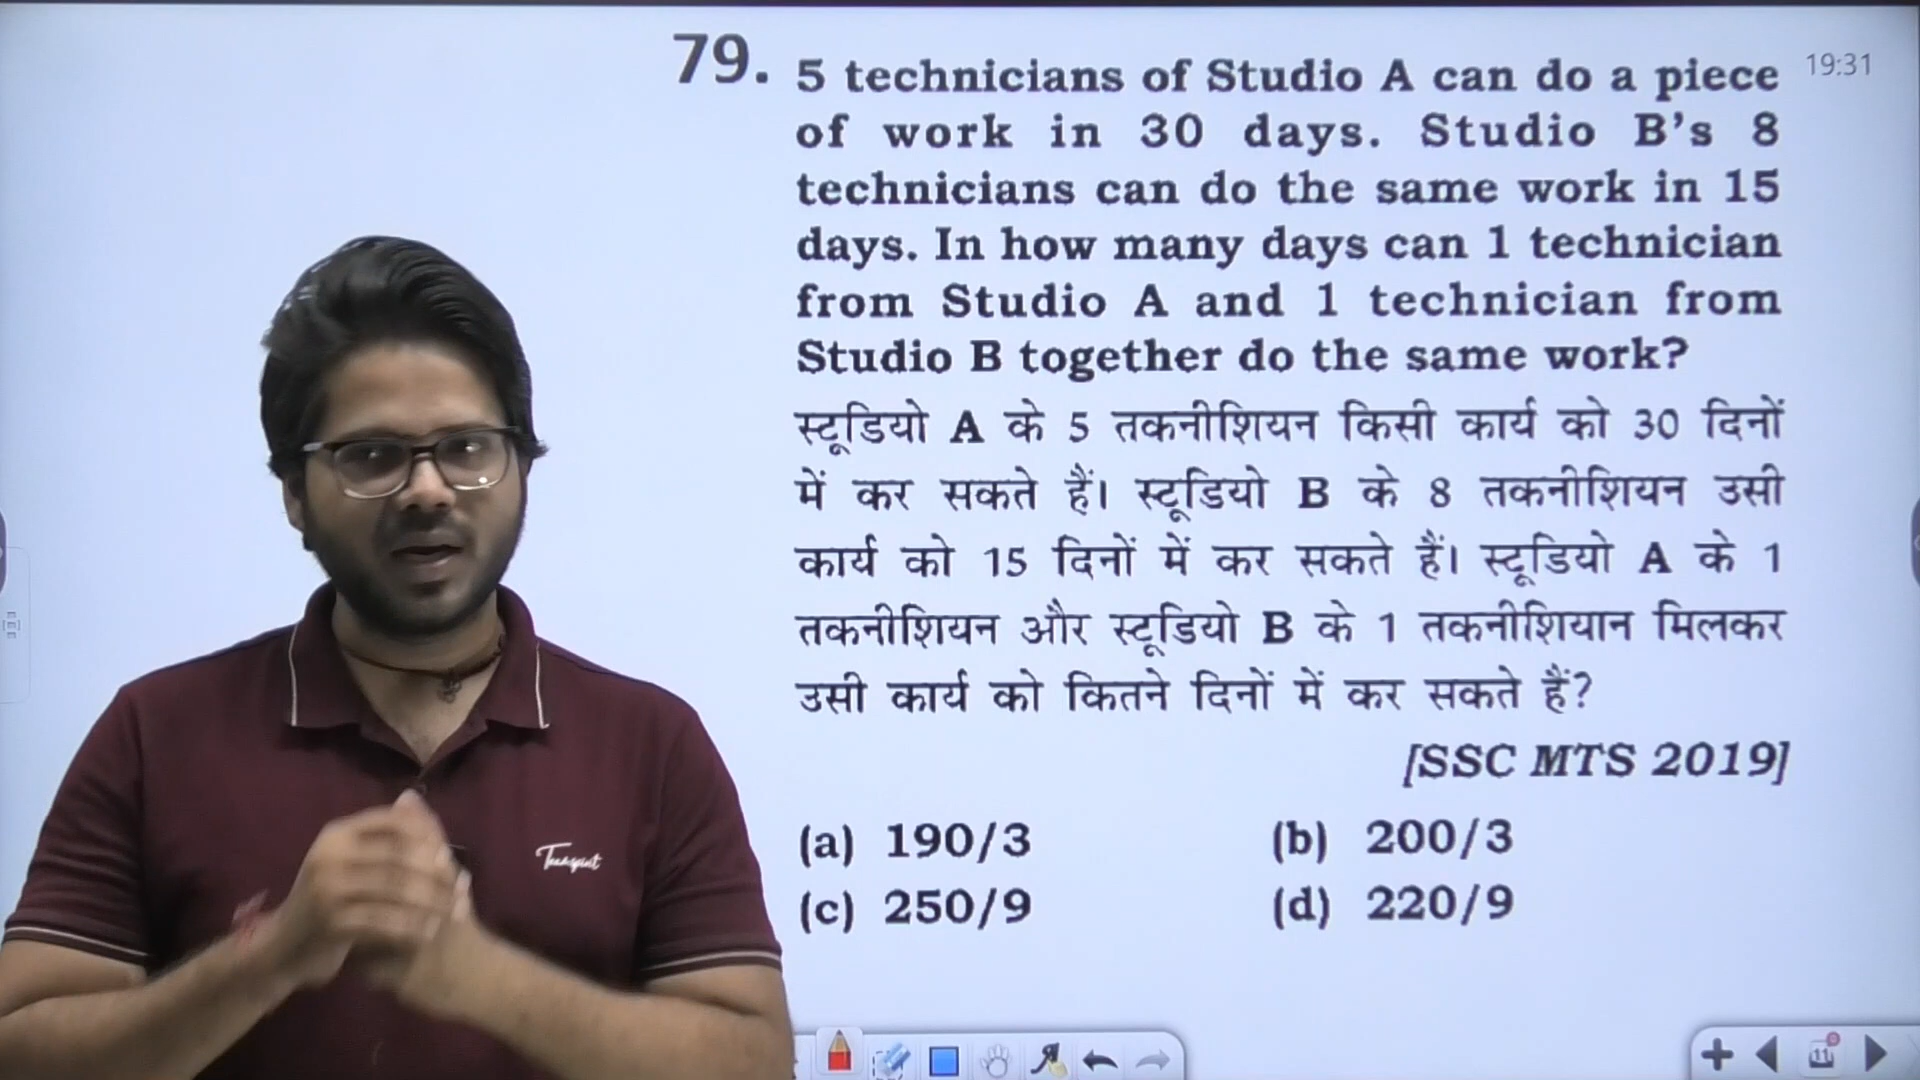 79. 5 technicians of Studio A can do a piece
19:31
of work in 30 days. Studio B’s 8
technicians can do the same work in 15
days. In how many days can 1 technician
from Studio A and 1 technician from
Studio B together do the same work?
स्टूडियो A के 5 तकनीशियन किसी कार्य को 30 दिनों
में कर सकते हैं। स्टूडियो B के 8 तकनीशियन उसी
कार्य को 15 दिनों में कर सकते हैं। स्टूडियो A के 1
तकनीशियन और स्टूडियो B के 1 तकनीशियान मिलकर
उसी कार्य को कितने दिनों में कर सकते हैं?
[SSC MTS 2019]
(a) 190/3 (b) 200/3
(c) 250/9 (d) 220/9
11